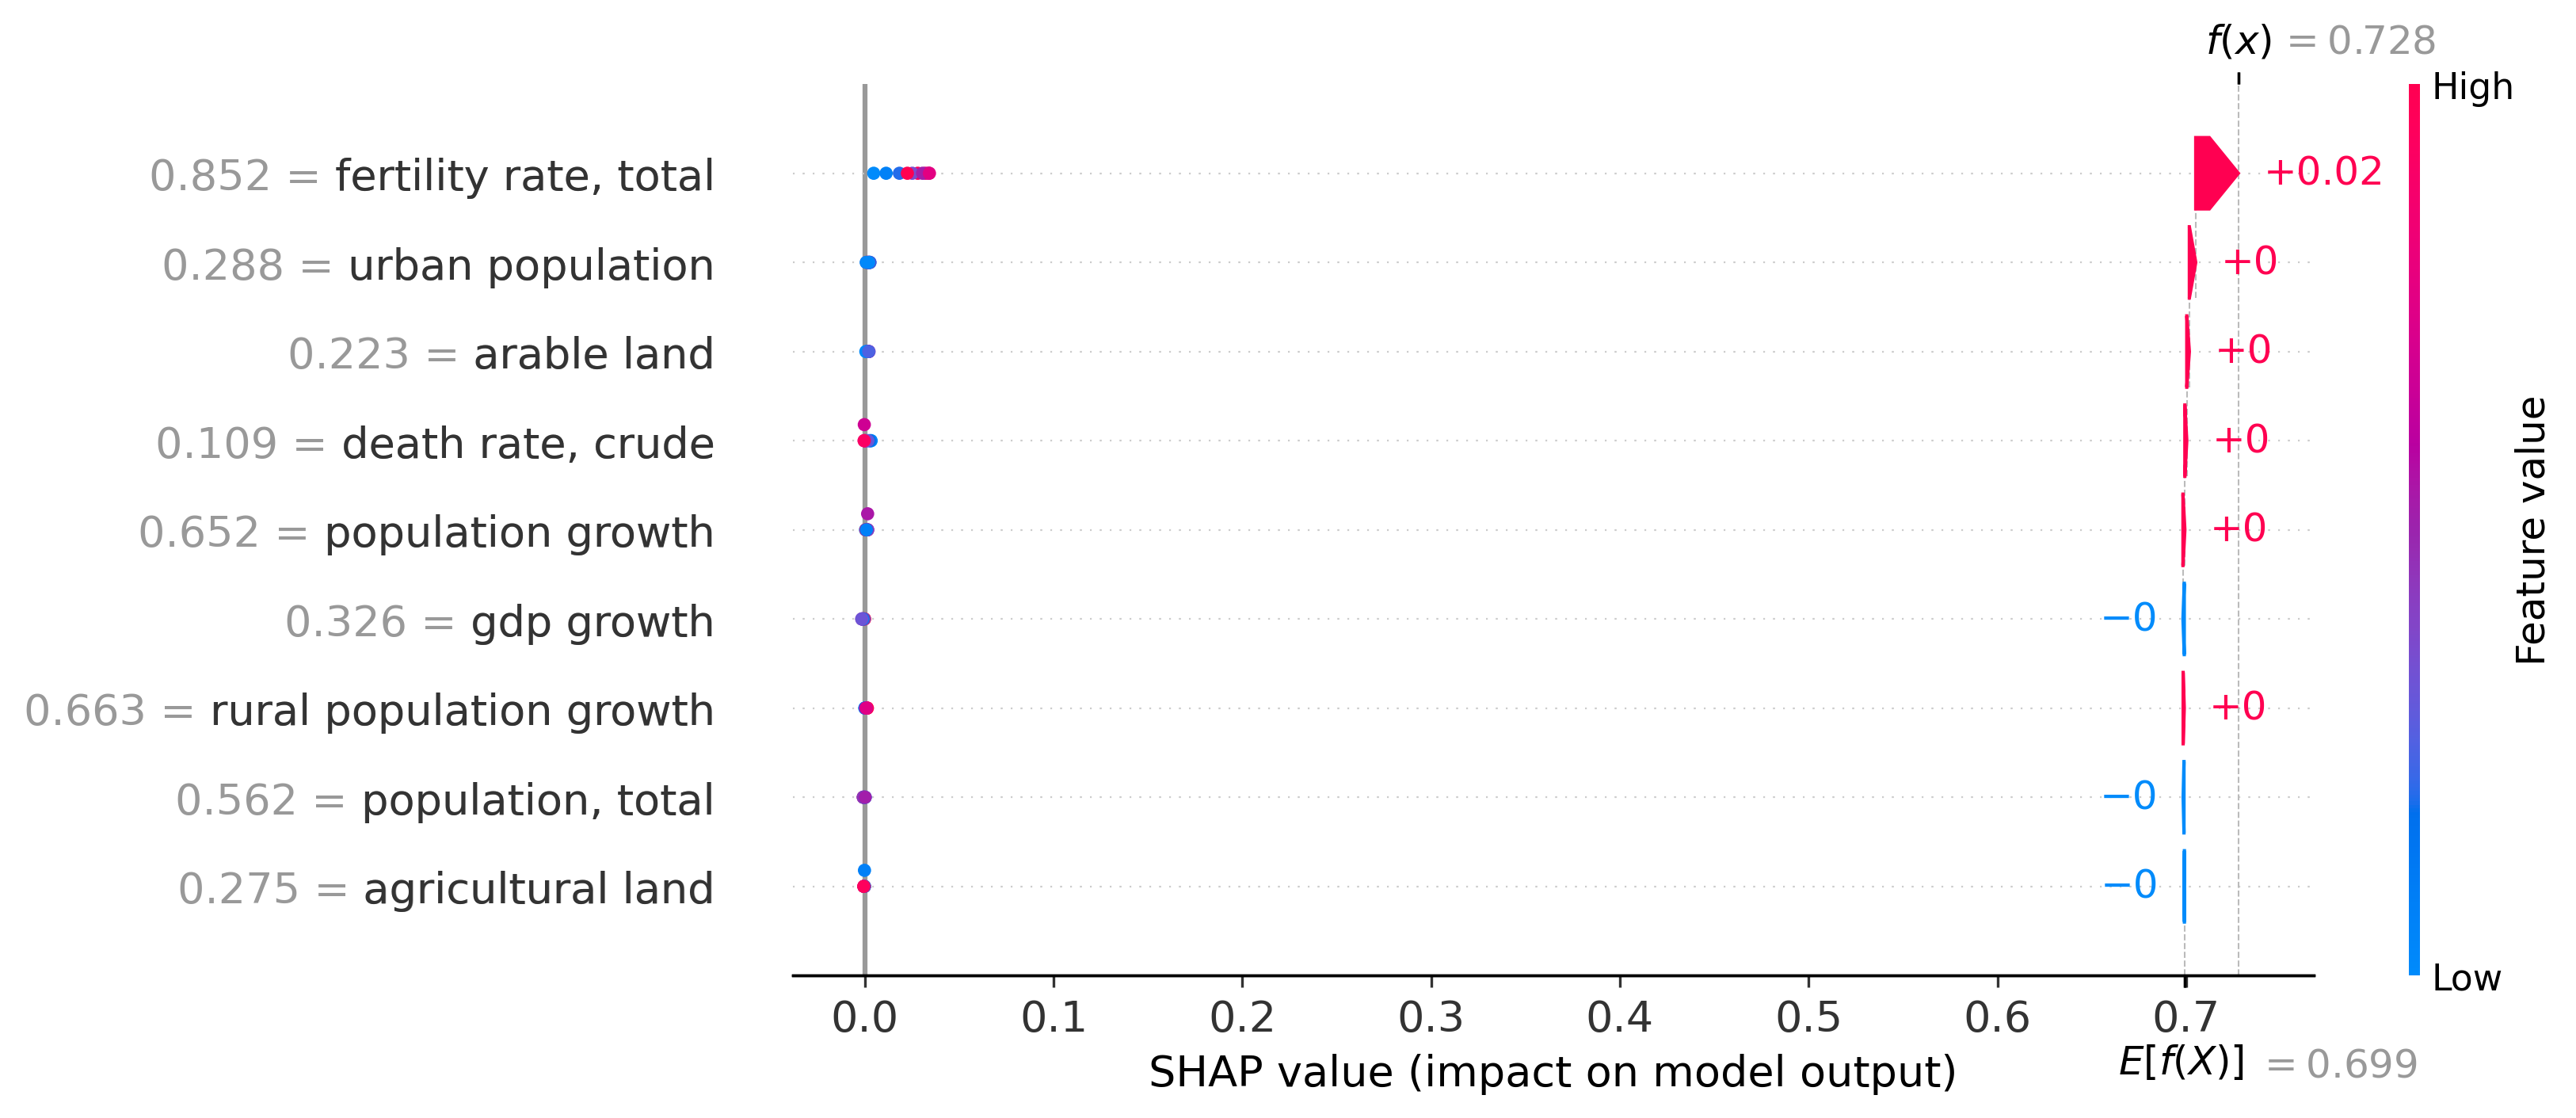 f(x) = 0.728
High
0.852 = fertility rate, total
+0.02
0.288 = urban population
+0
0.223 = arable land
+0
0.109 = death rate, crude
+0
0.652 = population growth
+0
0.326 = gdp growth
−0
0.663 = rural population growth
+0
0.562 = population, total
−0
0.275 = agricultural land
−0
Feature value
Low
0.0 0.1 0.2 0.3 0.4 0.5 0.6 0.7
E[f(X)] = 0.699
SHAP value (impact on model output)